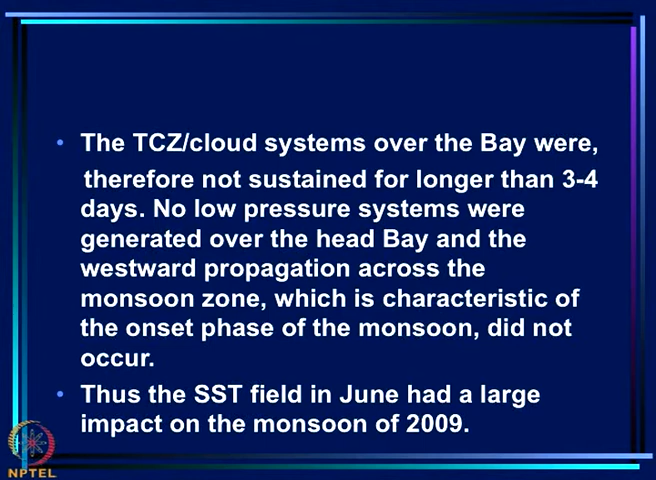 • The TCZ/cloud systems over the Bay were,
therefore not sustained for longer than 3-4
days. No low pressure systems were
generated over the head Bay and the
westward propagation across the
monsoon zone, which is characteristic of
the onset phase of the monsoon, did not
occur.
• Thus the SST field in June had a large
impact on the monsoon of 2009.
NPTEL